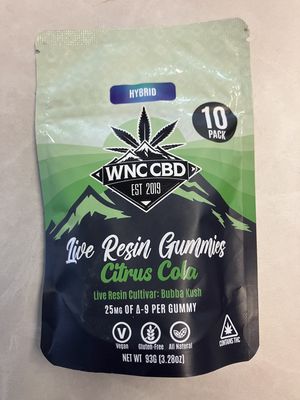 HYBRID
10
PACK
WNC CBD
EST 2019
Live Resin Gummies
Citrus Cola
Live Resin Cultivar: Bubba Kush
25MG OF Δ-9 PER GUMMY
V
Vegan
Gluten-Free
All Natural
CONTAINS THC
NET WT 93G (3.28oz)